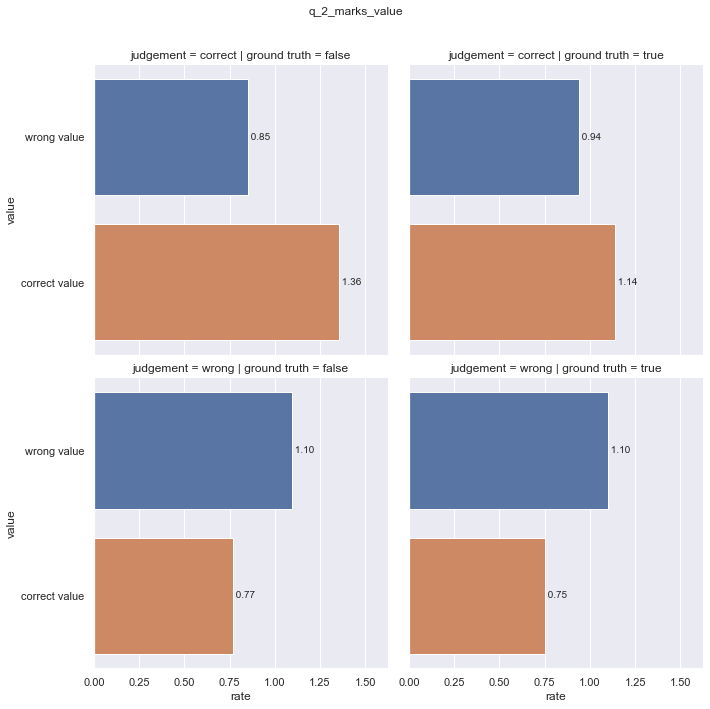 q_2_marks_value
judgement = correct | ground truth = false
judgement = correct | ground truth = true
wrong value
0.85
0.94
value
correct value
1.36
1.14
judgement = wrong | ground truth = false
judgement = wrong | ground truth = true
wrong value
1.10
1.10
value
correct value
0.77
0.75
0.00 0.25 0.50 0.75 1.00 1.25 1.50
0.00 0.25 0.50 0.75 1.00 1.25 1.50
rate
rate